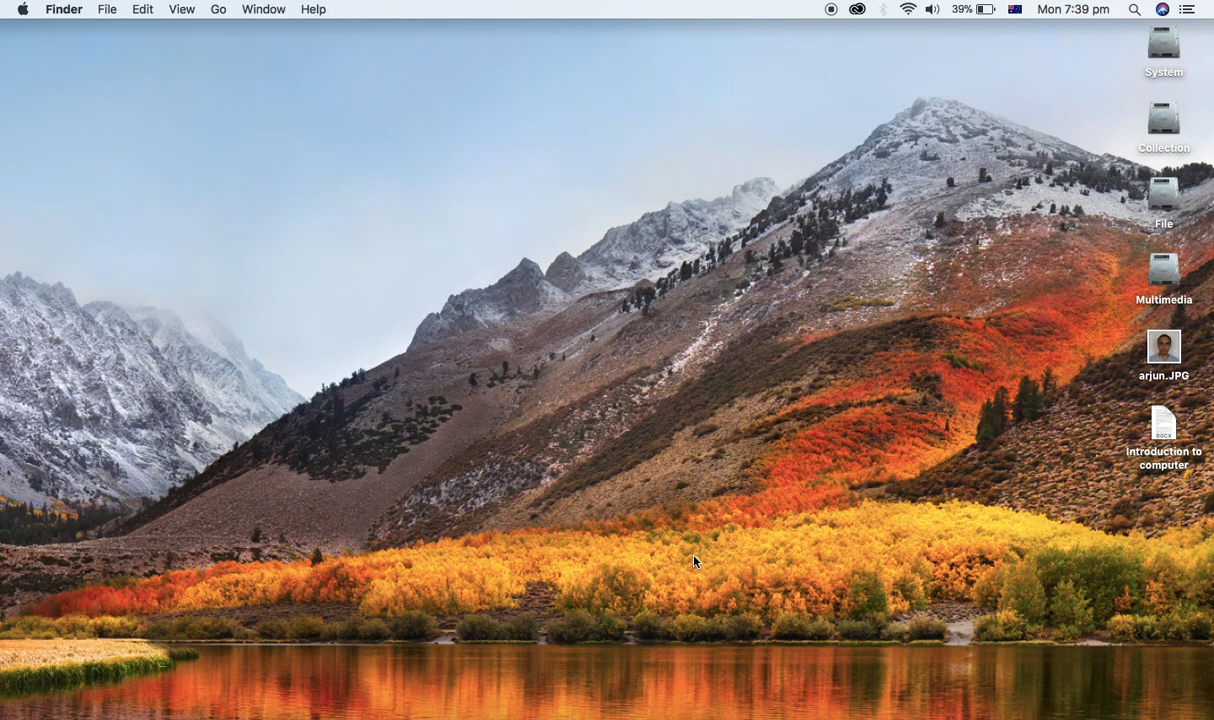 Finder File Edit View Go Window Help 39% Mon 7:39 pm
System
Collection
File
Multimedia
arjun.JPG
DOCX
Introduction to
computer